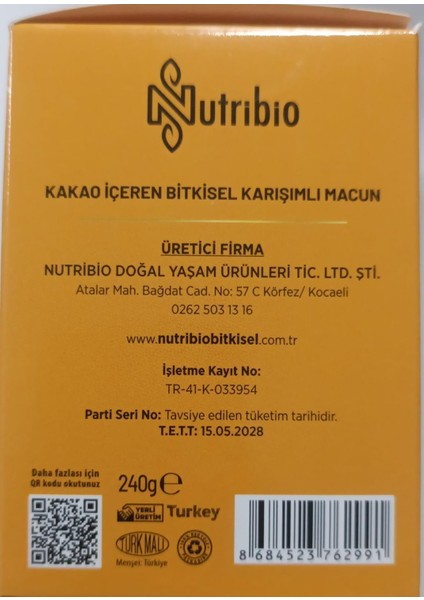 Nutribio
KAKAO İÇEREN BİTKİSEL KARIŞIMLI MACUN
ÜRETİCİ FİRMA
NUTRIBIO DOĞAL YAŞAM ÜRÜNLERİ TİC. LTD. ŞTİ.
Atalar Mah. Bağdat Cad. No: 57 C Körfez/ Kocaeli
0262 503 13 16
www.nutribiobitkisel.com.tr
İşletme Kayıt No:
TR-41-K-033954
Parti Seri No: Tavsiye edilen tüketim tarihidir.
T.E.T.T: 15.05.2028
Daha fazlası için
QR kodu okutunuz
240g℮
YERLİ
ÜRETİM
Turkey
TÜRK MALI
Menşei: Türkiye
8 684523 762991